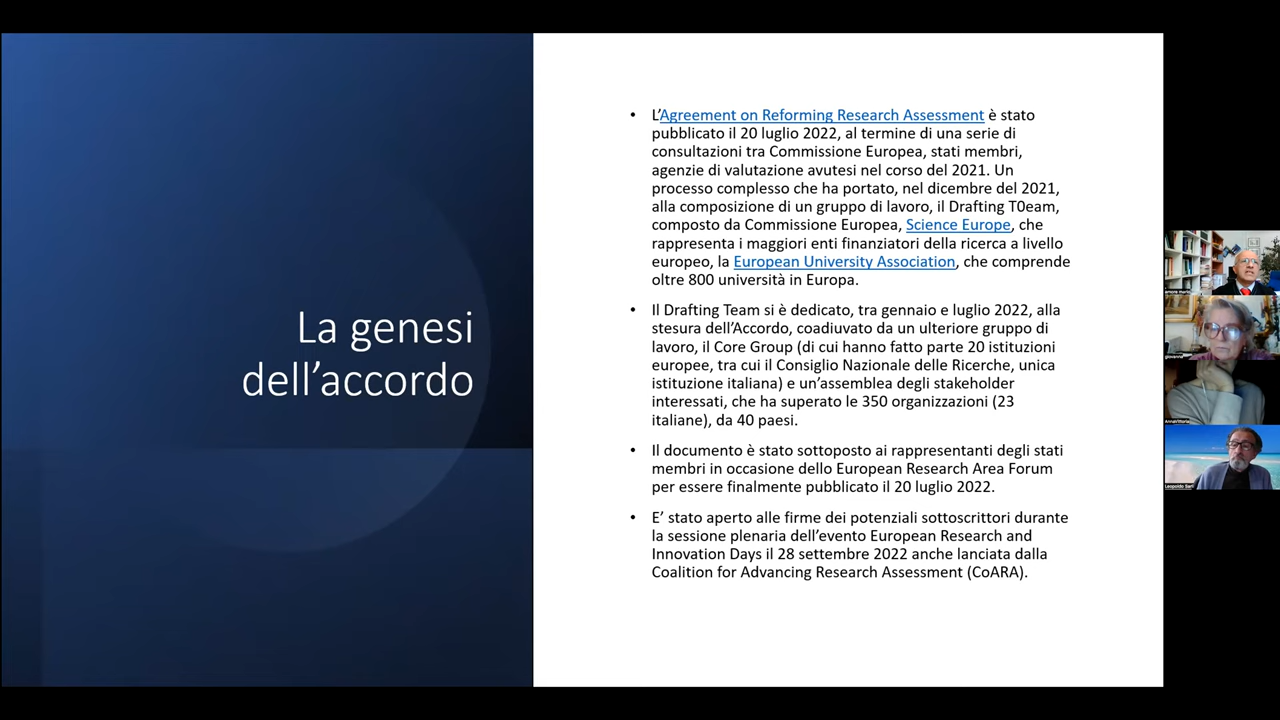 La genesi
dell’accordo
• L’Agreement on Reforming Research Assessment è stato
pubblicato il 20 luglio 2022, al termine di una serie di
consultazioni tra Commissione Europea, stati membri,
agenzie di valutazione avutesi nel corso del 2021. Un
processo complesso che ha portato, nel dicembre del 2021,
alla composizione di un gruppo di lavoro, il Drafting T0eam,
composto da Commissione Europea, Science Europe, che
rappresenta i maggiori enti finanziatori della ricerca a livello
europeo, la European University Association, che comprende
oltre 800 università in Europa.
• Il Drafting Team si è dedicato, tra gennaio e luglio 2022, alla
stesura dell’Accordo, coadiuvato da un ulteriore gruppo di
lavoro, il Core Group (di cui hanno fatto parte 20 istituzioni
europee, tra cui il Consiglio Nazionale delle Ricerche, unica
istituzione italiana) e un’assemblea degli stakeholder
interessati, che ha superato le 350 organizzazioni (23
italiane), da 40 paesi.
• Il documento è stato sottoposto ai rappresentanti degli stati
membri in occasione dello European Research Area Forum
per essere finalmente pubblicato il 20 luglio 2022.
• E’ stato aperto alle firme dei potenziali sottoscrittori durante
la sessione plenaria dell’evento European Research and
Innovation Days il 28 settembre 2022 anche lanciata dalla
Coalition for Advancing Research Assessment (CoARA).
giovanna
AnnaVittoria
Leopoldo Sarli